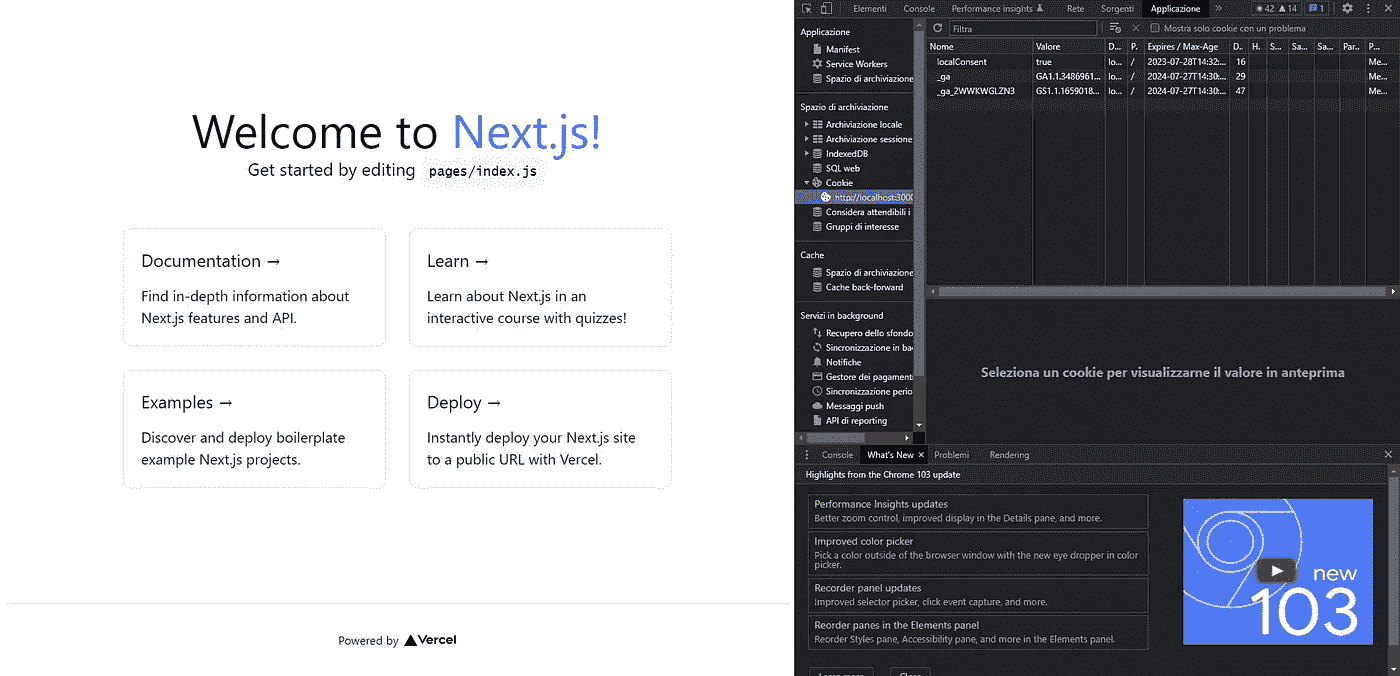 Welcome to Next.js!
Get started by editing pages/index.js
Documentation →
Find in-depth information about
Next.js features and API.
Learn →
Learn about Next.js in an
interactive course with quizzes!
Examples →
Discover and deploy boilerplate
example Next.js projects.
Deploy →
Instantly deploy your Next.js site
to a public URL with Vercel.
Powered by Vercel
Elementi Console Performance insights Rete Sorgenti Applicazione » 42 14 1
Applicazione
Manifest
Service Workers
Spazio di archiviazione
Spazio di archiviazione
Archiviazione locale
Archiviazione sessione
IndexedDB
SQL web
Cookie
http://localhost:3000
Considera attendibili i
Gruppi di interesse
Cache
Spazio di archiviazione
Cache back-forward
Servizi in background
Recupero dello sfondo
Sincronizzazione in ba
Notifiche
Gestore dei pagament
Sincronizzazione perio
Messaggi push
API di reporting
Filtra
Mostra solo cookie con un problema
Nome Valore D... P. Expires / Max-Age D.. H. S... Sa... Sa... Par... P...
localConsent true lo... / 2023-07-28T14:32:... 16 Me...
_ga GA1.1.3486961... lo... / 2024-07-27T14:30:... 29 Me...
_ga_2WWKWGLZN3 GS1.1.1659018... lo... / 2024-07-27T14:30:... 47 Me...
Seleziona un cookie per visualizzarne il valore in anteprima
Console What's New Problemi Rendering
Highlights from the Chrome 103 update
Performance Insights updates
Better zoom control, improved display in the Details pane, and more.
Improved color picker
Pick a color outside of the browser window with the new eye dropper in color
picker.
Recorder panel updates
Improved selector picker, click event capture, and more.
Reorder panes in the Elements panel
Reorder Styles pane, Accessibility pane, and more in the Elements panel.
Learn more Close
new
103